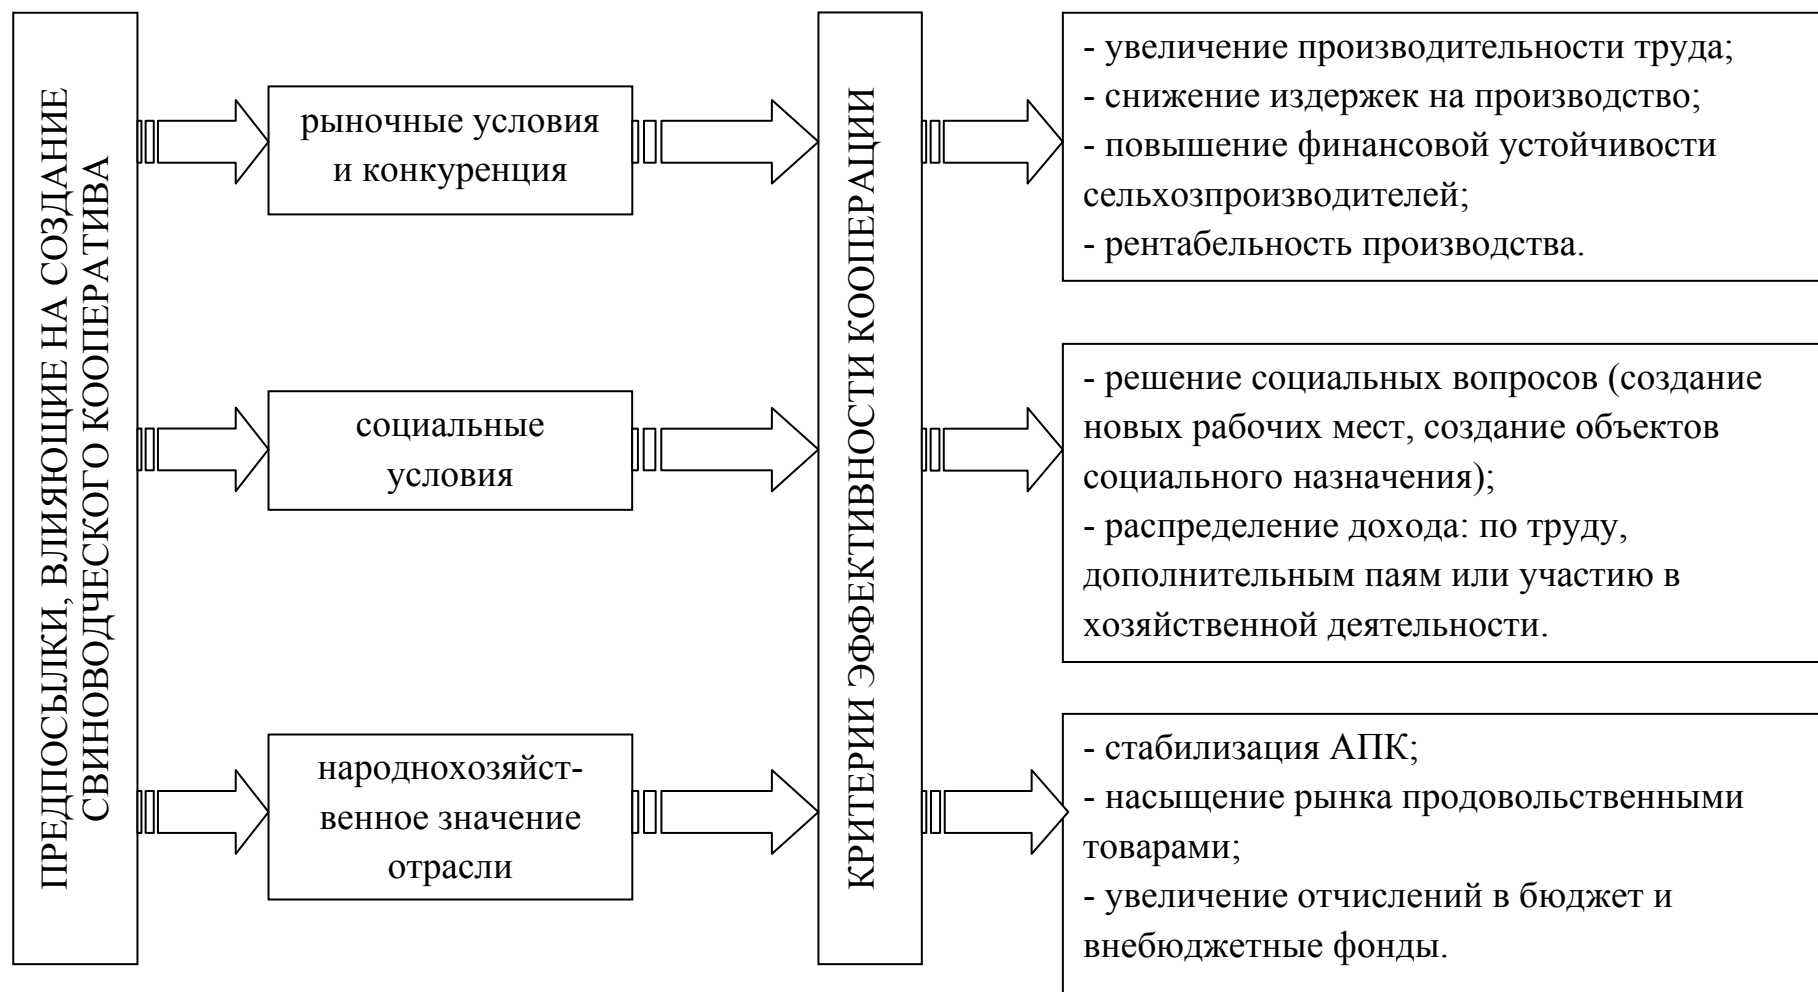 ПРЕДПОСЫЛКИ, ВЛИЯЮЩИЕ НА СОЗДАНИЕ
СВИНОВОДЧЕСКОГО КООПЕРАТИВА
рыночные условия
и конкуренция
социальные
условия
народнохозяйст-
венное значение
отрасли
КРИТЕРИИ ЭФФЕКТИВНОСТИ КООПЕРАЦИИ
- увеличение производительности труда;
- снижение издержек на производство;
- повышение финансовой устойчивости
сельхозпроизводителей;
- рентабельность производства.
- решение социальных вопросов (создание
новых рабочих мест, создание объектов
социального назначения);
- распределение дохода: по труду,
дополнительным паям или участию в
хозяйственной деятельности.
- стабилизация АПК;
- насыщение рынка продовольственными
товарами;
- увеличение отчислений в бюджет и
внебюджетные фонды.